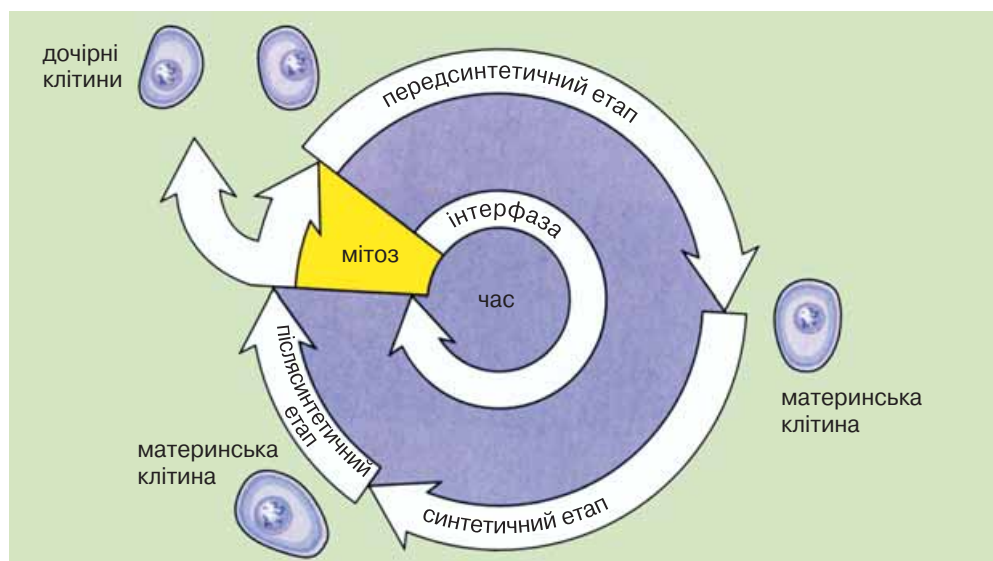 дочірні
клітини
передсинтетичний етап
інтерфаза
мітоз
час
післясинтетичний
етап
материнська
клітина
материнська
клітина
синтетичний етап